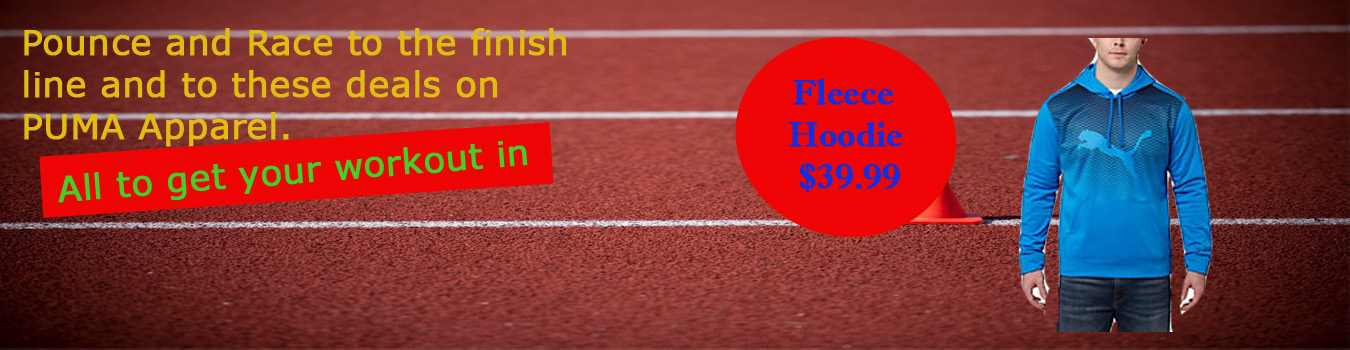 Pounce and Race to the finish
line and to these deals on
PUMA Apparel.
All to get your workout in
Fleece
Hoodie
$39.99